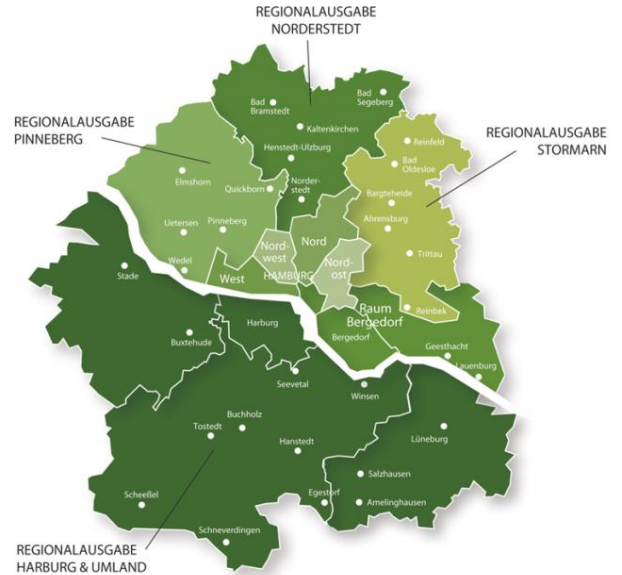 REGIONALAUSGABE
NORDERSTEDT
REGIONALAUSGABE
PINNEBERG
REGIONALAUSGABE
STORMARN
Bad
Bramstedt
Bad
Segeberg
Kaltenkirchen
Henstedt-Ulzburg
Reinfeld
Bad
Oldesloe
Elmshorn
Quickborn
Norder-
stedt
Bargteheide
Ahrensburg
Uetersen
Pinneberg
Nord
Nord-
west
Nord-
ost
Trittau
Wedel
Stade
West
HAMBURG
Raum
Bergedorf
Reinbek
Harburg
Buxtehude
Bergedorf
Geesthacht
Lauenburg
Seevetal
Winsen
Buchholz
Tostedt
Hanstedt
Lüneburg
Salzhausen
Scheeßel
Egestorf
Amelinghausen
Schneverdingen
REGIONALAUSGABE
HARBURG & UMLAND